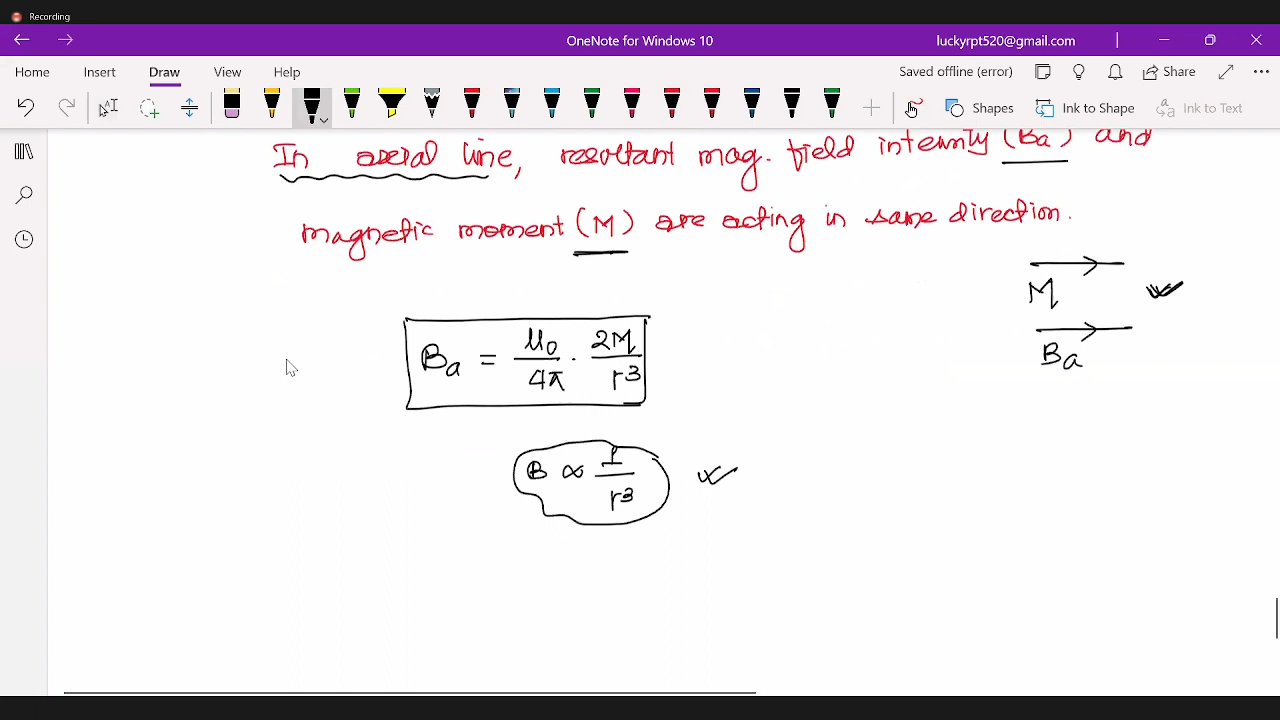 Recording
OneNote for Windows 10
luckyrpt520@gmail.com
Home Insert Draw View Help
Saved offline (error) Share
Shapes Ink to Shape Ink to Text
In axial line, resultant mag. field intensity (Ba) and
magnetic moment (M) are acting in same direction.
M
Ba
Ba = μ0/4π · 2M/r³
B ∝ 1/r³